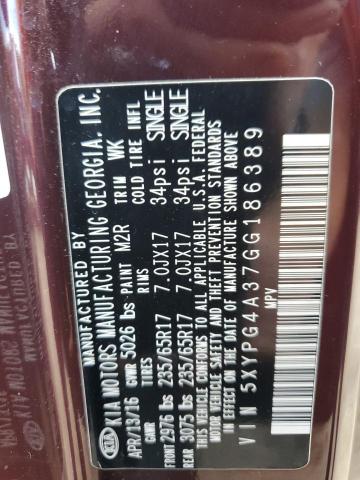 MANUFACTURED BY
KIA KIA MOTORS MANUFACTURING GEORGIA, INC.
APR/13/16 GVWR 5026 lbs PAINT M2R TRIM WK
GAWR RIMS COLD TIRE INFL
FRONT 2976 lbs 235/65R17 7.0JX17 34psi SINGLE
REAR 3075 lbs 235/65R17 7.0JX17 34psi SINGLE
THIS VEHICLE CONFORMS TO ALL APPLICABLE U.S.A. FEDERAL
MOTOR VEHICLE SAFETY, BUMPER, AND THEFT PREVENTION STANDARDS
IN EFFECT ON THE DATE OF MANUFACTURE SHOWN ABOVE.
VIN 5XYPG4A37GG186389
MPV